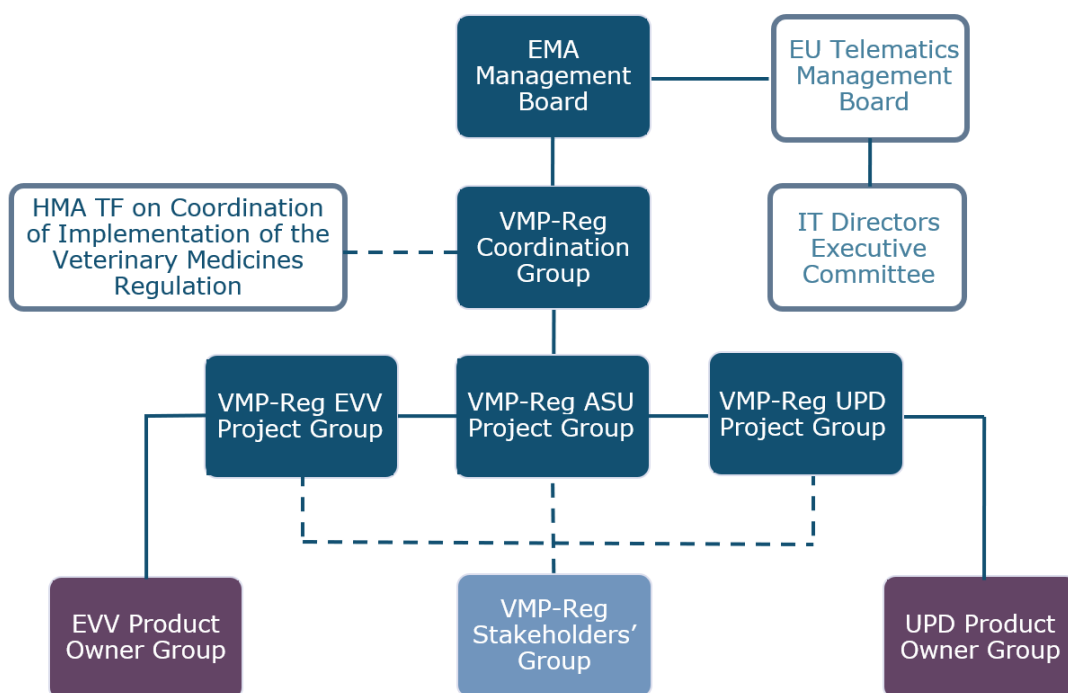 EMA
Management
Board
EU Telematics
Management
Board
HMA TF on Coordination
of Implementation of the
Veterinary Medicines
Regulation
VMP-Reg
Coordination
Group
IT Directors
Executive
Committee
VMP-Reg EVV
Project Group
VMP-Reg ASU
Project Group
VMP-Reg UPD
Project Group
EVV Product
Owner Group
VMP-Reg
Stakeholders’
Group
UPD Product
Owner Group